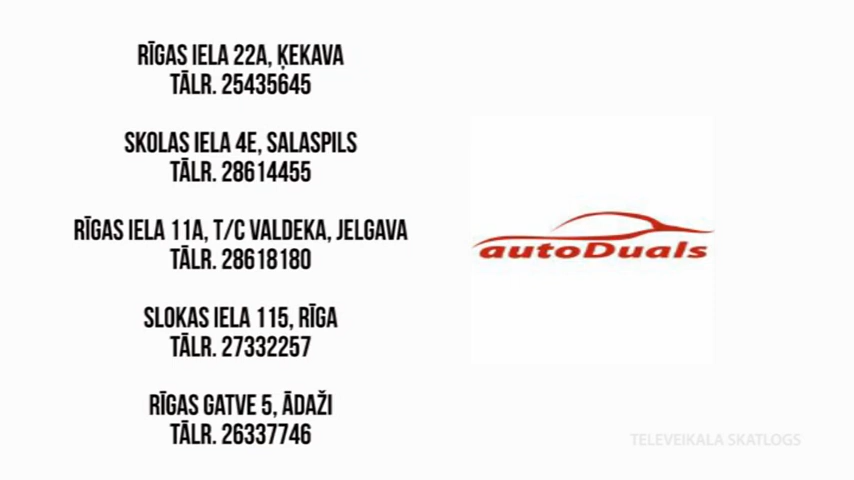 RĪGAS IELA 22A, ĶEKAVA
TĀLR. 25435645
SKOLAS IELA 4E, SALASPILS
TĀLR. 28614455
RĪGAS IELA 11A, T/C VALDEKA, JELGAVA
TĀLR. 28618180
SLOKAS IELA 115, RĪGA
TĀLR. 27332257
RĪGAS GATVE 5, ĀDAŽI
TĀLR. 26337746
autoDuals
TELEVEIKALA SKATLOGS